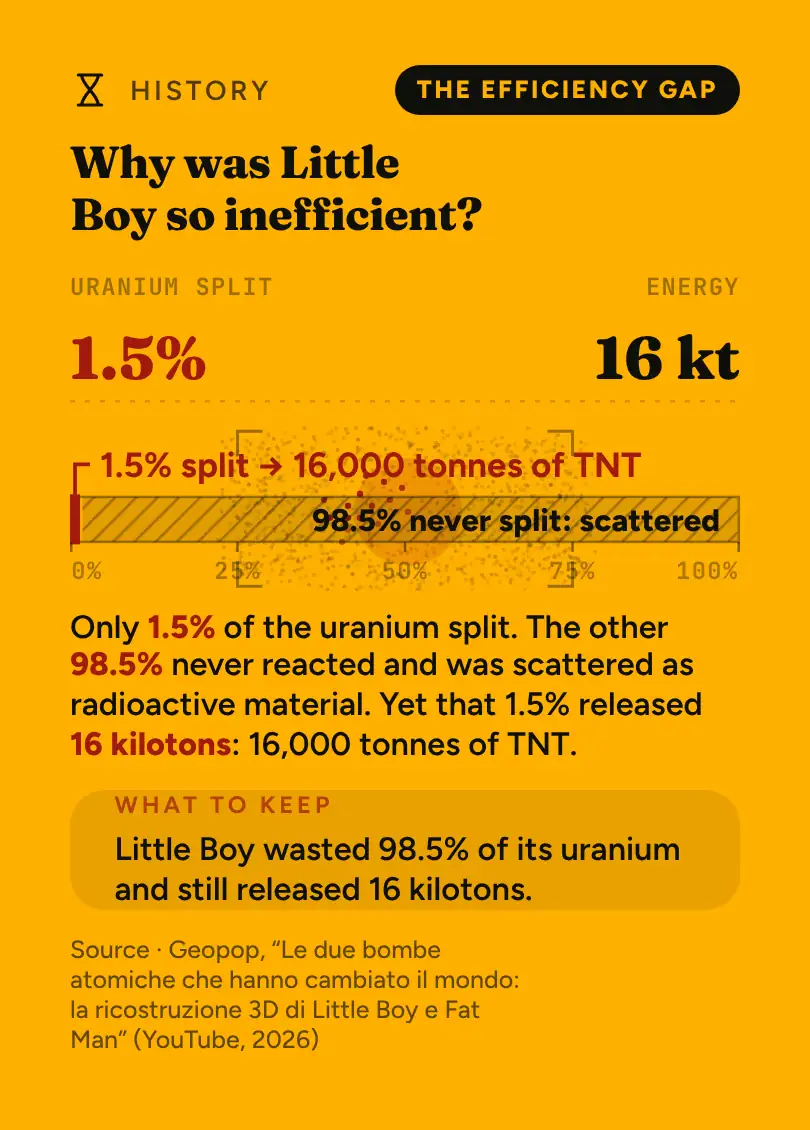 HISTORY
THE EFFICIENCY GAP
Why was Little
Boy so inefficient?
URANIUM SPLIT
ENERGY
1.5%
16 kt
1.5% split → 16,000 tonnes of TNT
98.5% never split: scattered
0%
25%
50%
75%
100%
Only 1.5% of the uranium split. The other
98.5% never reacted and was scattered as
radioactive material. Yet that 1.5% released
16 kilotons: 16,000 tonnes of TNT.
WHAT TO KEEP
Little Boy wasted 98.5% of its uranium
and still released 16 kilotons.
Source · Geopop, “Le due bombe
atomiche che hanno cambiato il mondo:
la ricostruzione 3D di Little Boy e Fat
Man” (YouTube, 2026)